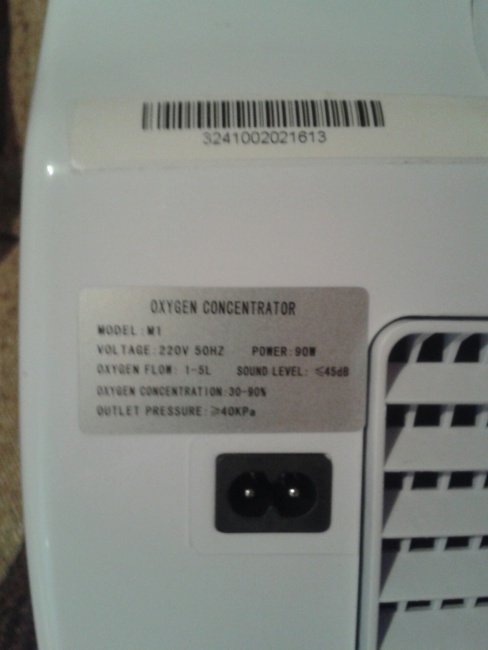 3241002021613
OXYGEN CONCENTRATOR
MODEL:M1
VOLTAGE:220V 50HZ POWER:90W
OXYGEN FLOW: 1-5L SOUND LEVEL: ≤45dB
OXYGEN CONCENTRATION:30-90%
OUTLET PRESSURE:≥40KPa